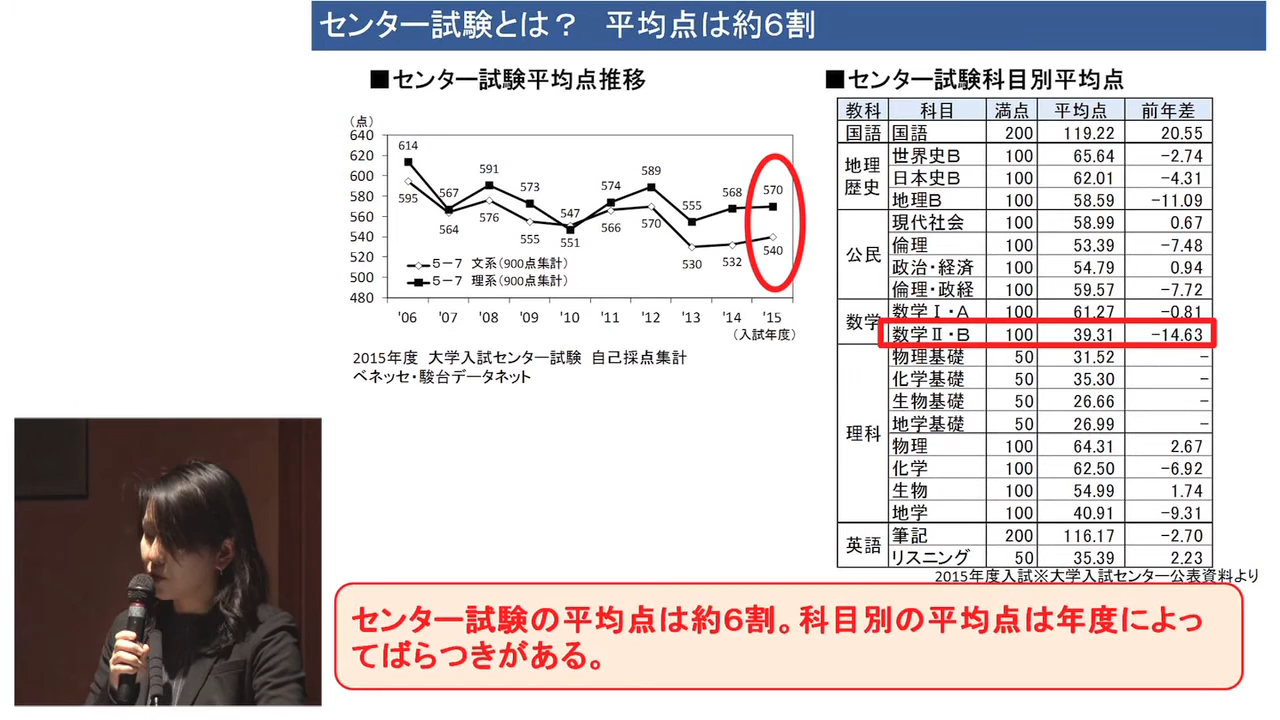 センター試験とは？　平均点は約６割
■センター試験平均点推移
（点）
640
620
600
580
560
540
520
500
480
614
595
567
564
591
576
573
555
547
551
574
566
589
570
555
530
568
532
570
540
５－７　文系（900点集計）
５－７　理系（900点集計）
'06 '07 '08 '09 '10 '11 '12 '13 '14 '15
（入試年度）
2015年度　大学入試センター試験　自己採点集計
ベネッセ・駿台データネット
■センター試験科目別平均点
教科 科目 満点 平均点 前年差
国語 国語 200 119.22 20.55
地理歴史 世界史B 100 65.64 −2.74
日本史B 100 62.01 −4.31
地理B 100 58.59 −11.09
公民 現代社会 100 58.99 0.67
倫理 100 53.39 −7.48
政治・経済 100 54.79 0.94
倫理・政経 100 59.57 −7.72
数学 数学Ⅰ・A 100 61.27 −0.81
数学Ⅱ・B 100 39.31 −14.63
理科 物理基礎 50 31.52 −
化学基礎 50 35.30 −
生物基礎 50 26.66 −
地学基礎 50 26.99 −
物理 100 64.31 2.67
化学 100 62.50 −6.92
生物 100 54.99 1.74
地学 100 40.91 −9.31
英語 筆記 200 116.17 −2.70
リスニング 50 35.39 2.23
2015年度入試※大学入試センター公表資料より
センター試験の平均点は約６割。科目別の平均点は年度によっ
てばらつきがある。